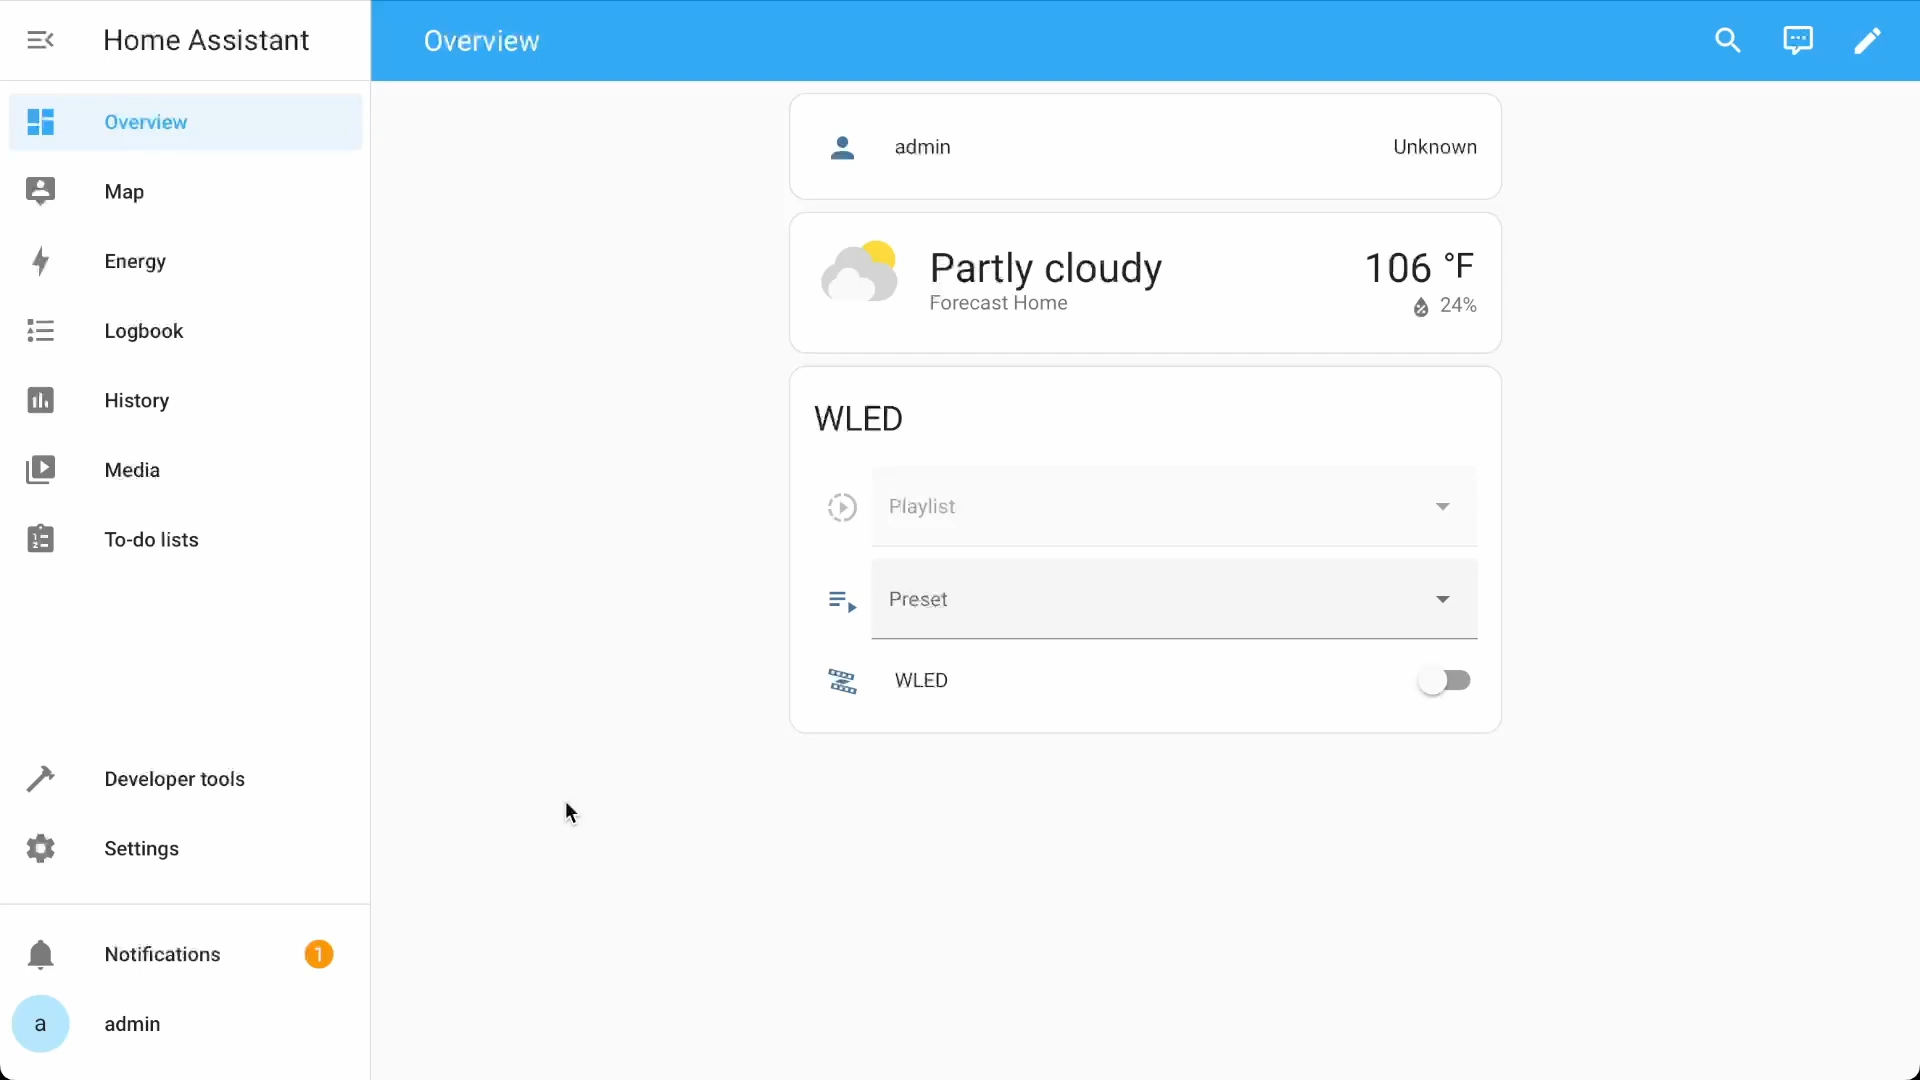 Home Assistant
Overview
Overview
Map
Energy
Logbook
History
Media
To-do lists
Developer tools
Settings
Notifications 1
a admin
admin Unknown
Partly cloudy 106 °F
Forecast Home 24%
WLED
Playlist
Preset
WLED